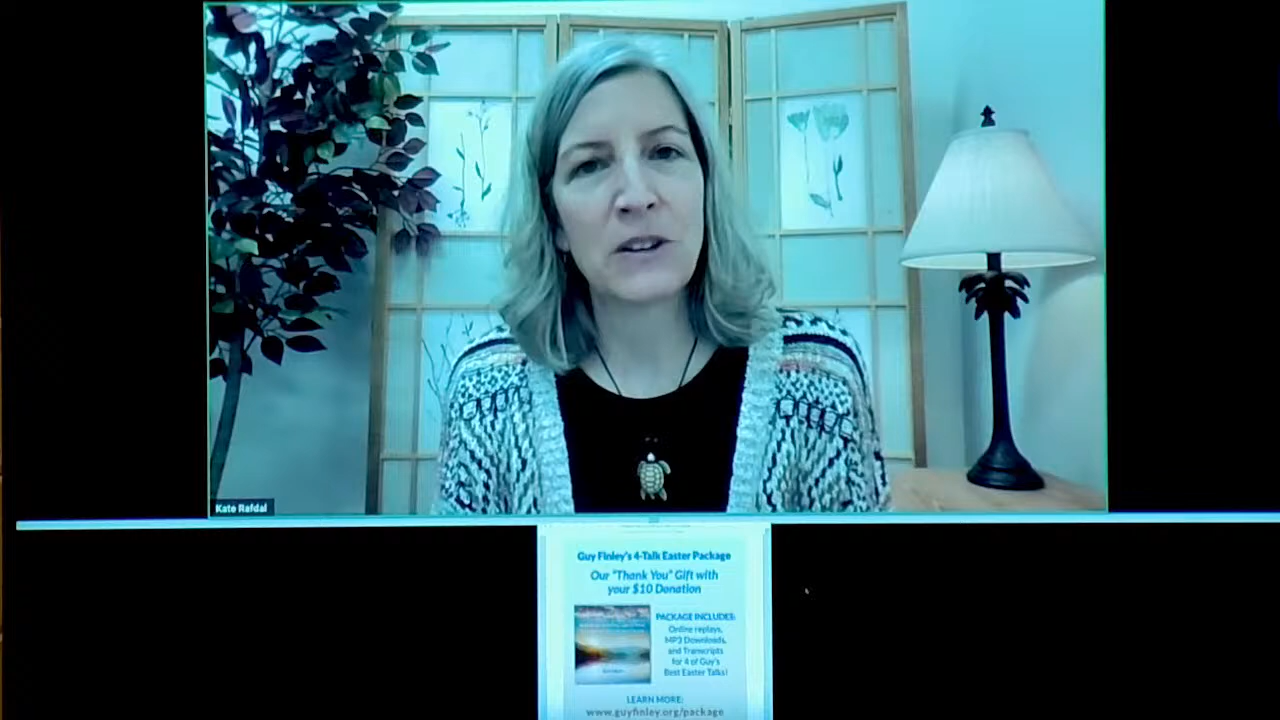 Kate Rafdal
Guy Finley's 4-Talk Easter Package
Our "Thank You" Gift with
your $10 Donation
PACKAGE INCLUDES:
Online replays,
MP3 Downloads,
and Transcripts
for 4 of Guy's
Best Easter Talks!
LEARN MORE:
www.guyfinley.org/package